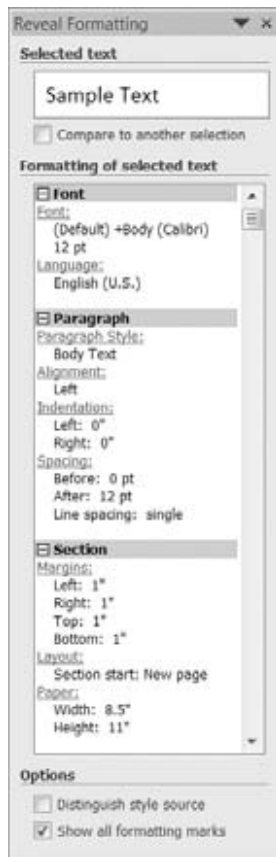 Reveal Formatting
Selected text
Sample Text
Compare to another selection
Formatting of selected text
Font
Font:
(Default) +Body (Calibri)
12 pt
Language:
English (U.S.)
Paragraph
Paragraph Style:
Body Text
Alignment:
Left
Indentation:
Left: 0"
Right: 0"
Spacing:
Before: 0 pt
After: 12 pt
Line spacing: single
Section
Margins:
Left: 1"
Right: 1"
Top: 1"
Bottom: 1"
Layout:
Section start: New page
Paper:
Width: 8.5"
Height: 11"
Options
Distinguish style source
Show all formatting marks